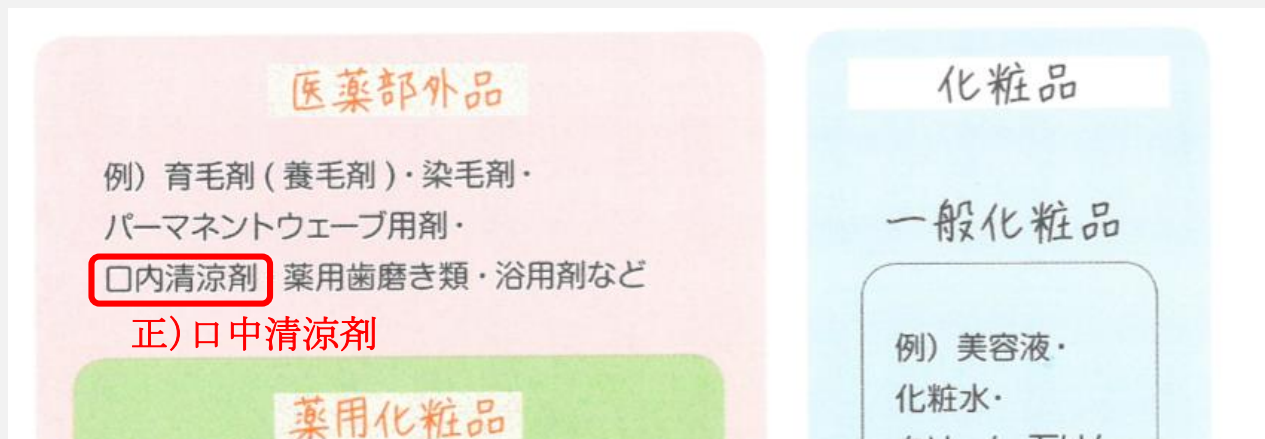 医薬部外品
例）育毛剤 ( 養毛剤 )・染毛剤・
パーマネントウェーブ用剤・
口内清涼剤 薬用歯磨き類・浴用剤など
正）口中清涼剤
薬用化粧品
化粧品
一般化粧品
例）美容液・
化粧水・